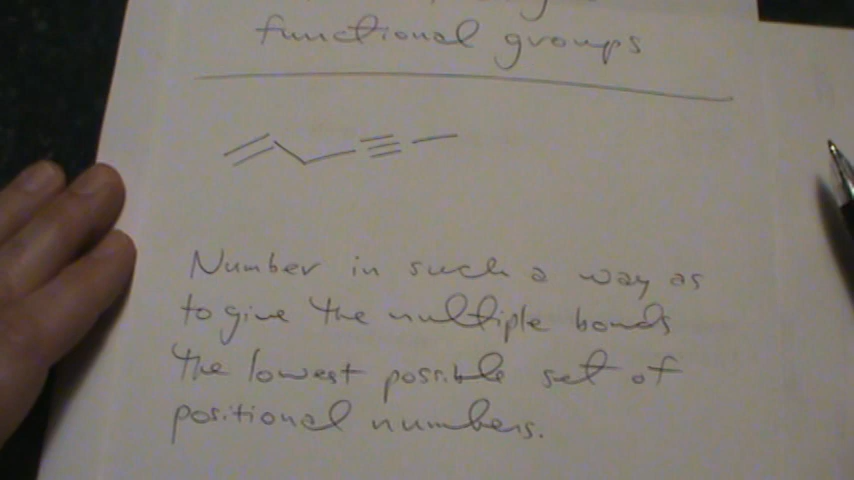 functional groups
Number in such a way as
to give the multiple bonds
the lowest possible set of
positional numbers.